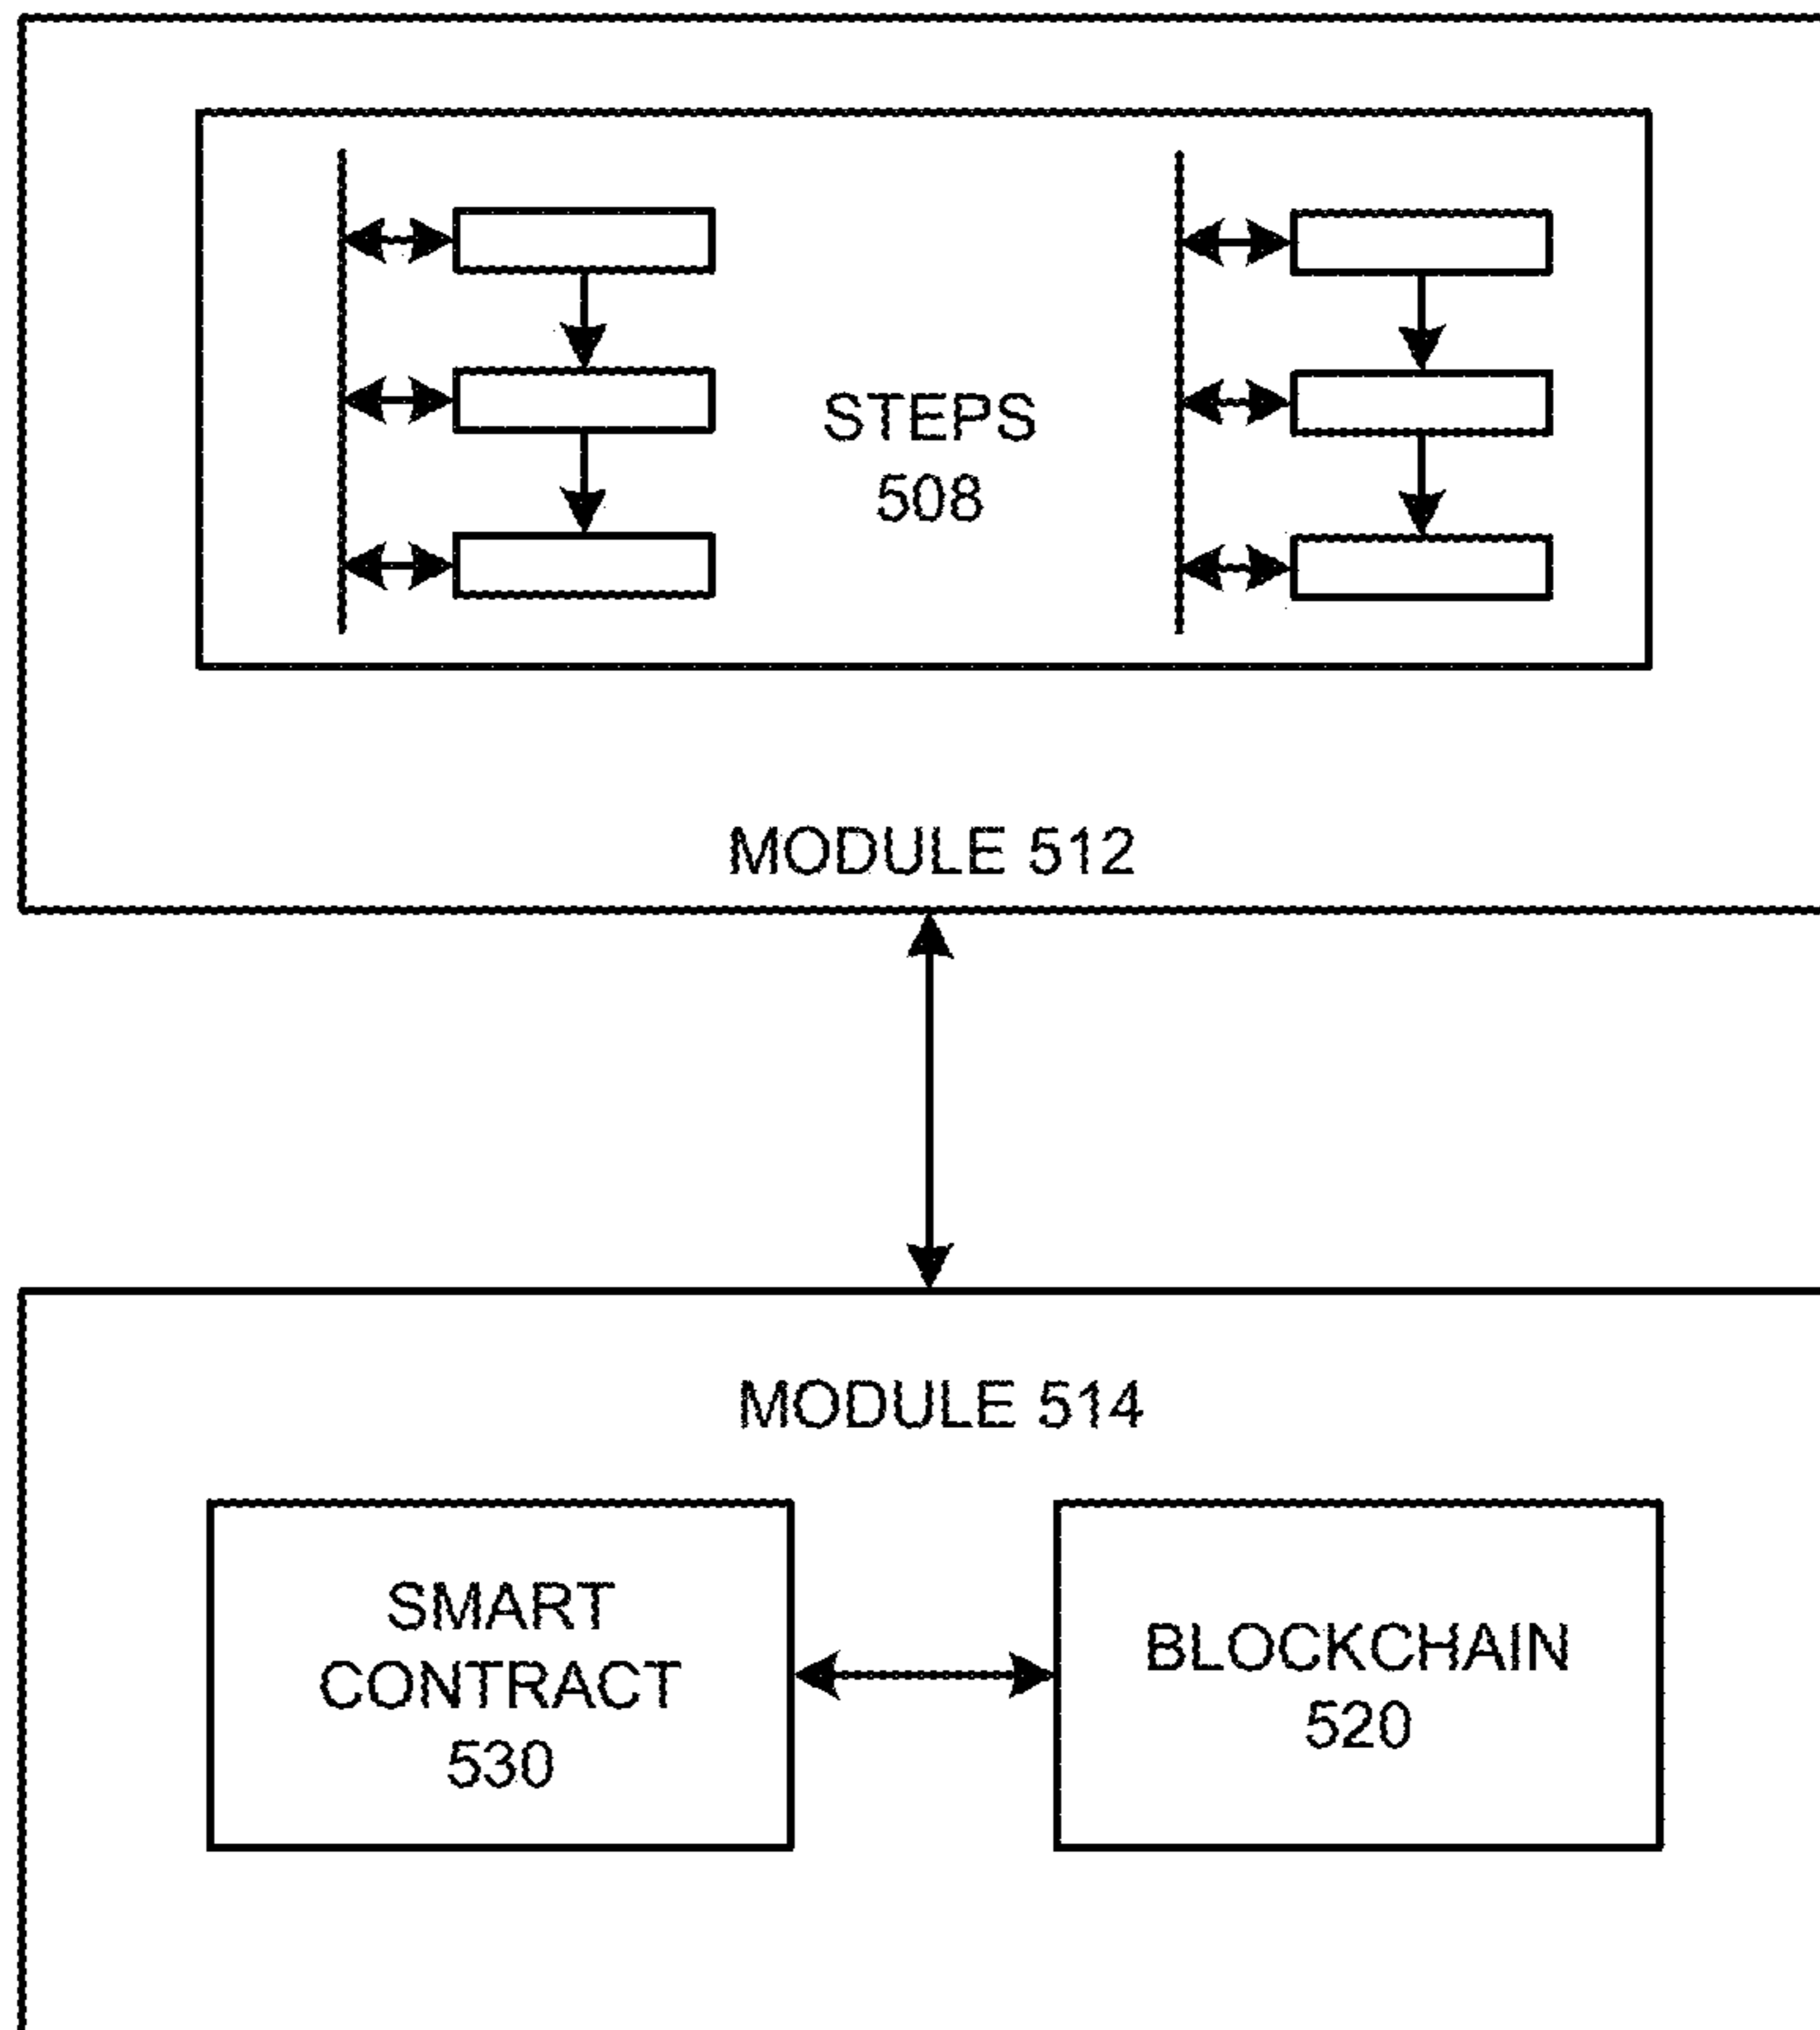 STEPS
508
MODULE 512
MODULE 514
SMART
CONTRACT
530
BLOCKCHAIN
520